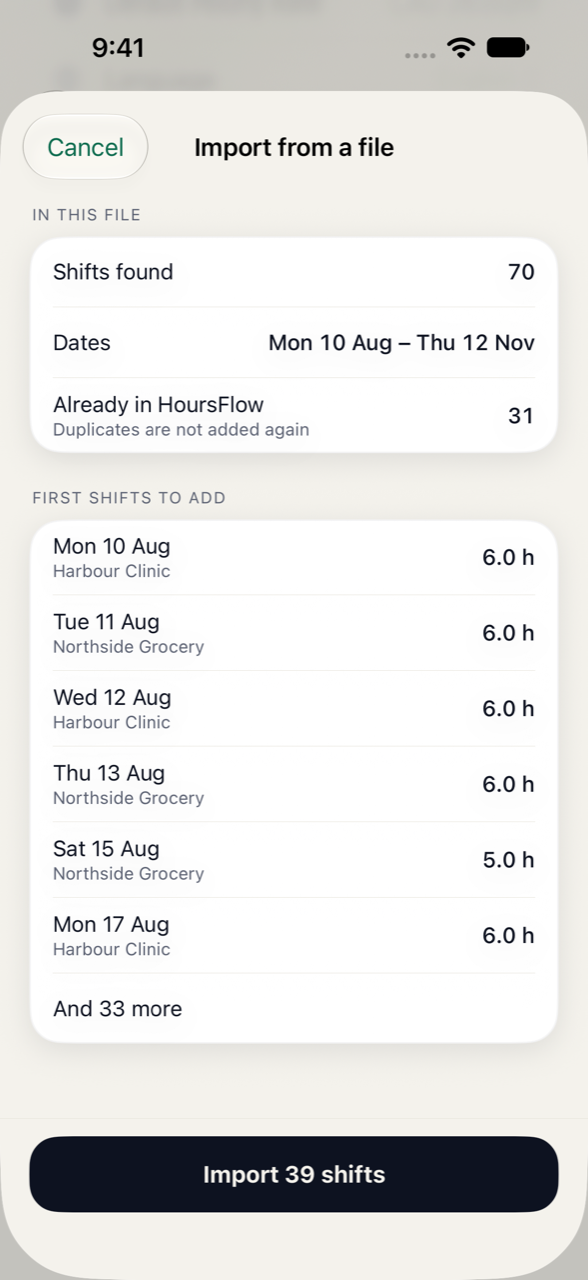 9:41
Cancel
Import from a file
IN THIS FILE
Shifts found 70
Dates Mon 10 Aug – Thu 12 Nov
Already in HoursFlow 31
Duplicates are not added again
FIRST SHIFTS TO ADD
Mon 10 Aug 6.0 h
Harbour Clinic
Tue 11 Aug 6.0 h
Northside Grocery
Wed 12 Aug 6.0 h
Harbour Clinic
Thu 13 Aug 6.0 h
Northside Grocery
Sat 15 Aug 5.0 h
Northside Grocery
Mon 17 Aug 6.0 h
Harbour Clinic
And 33 more
Import 39 shifts